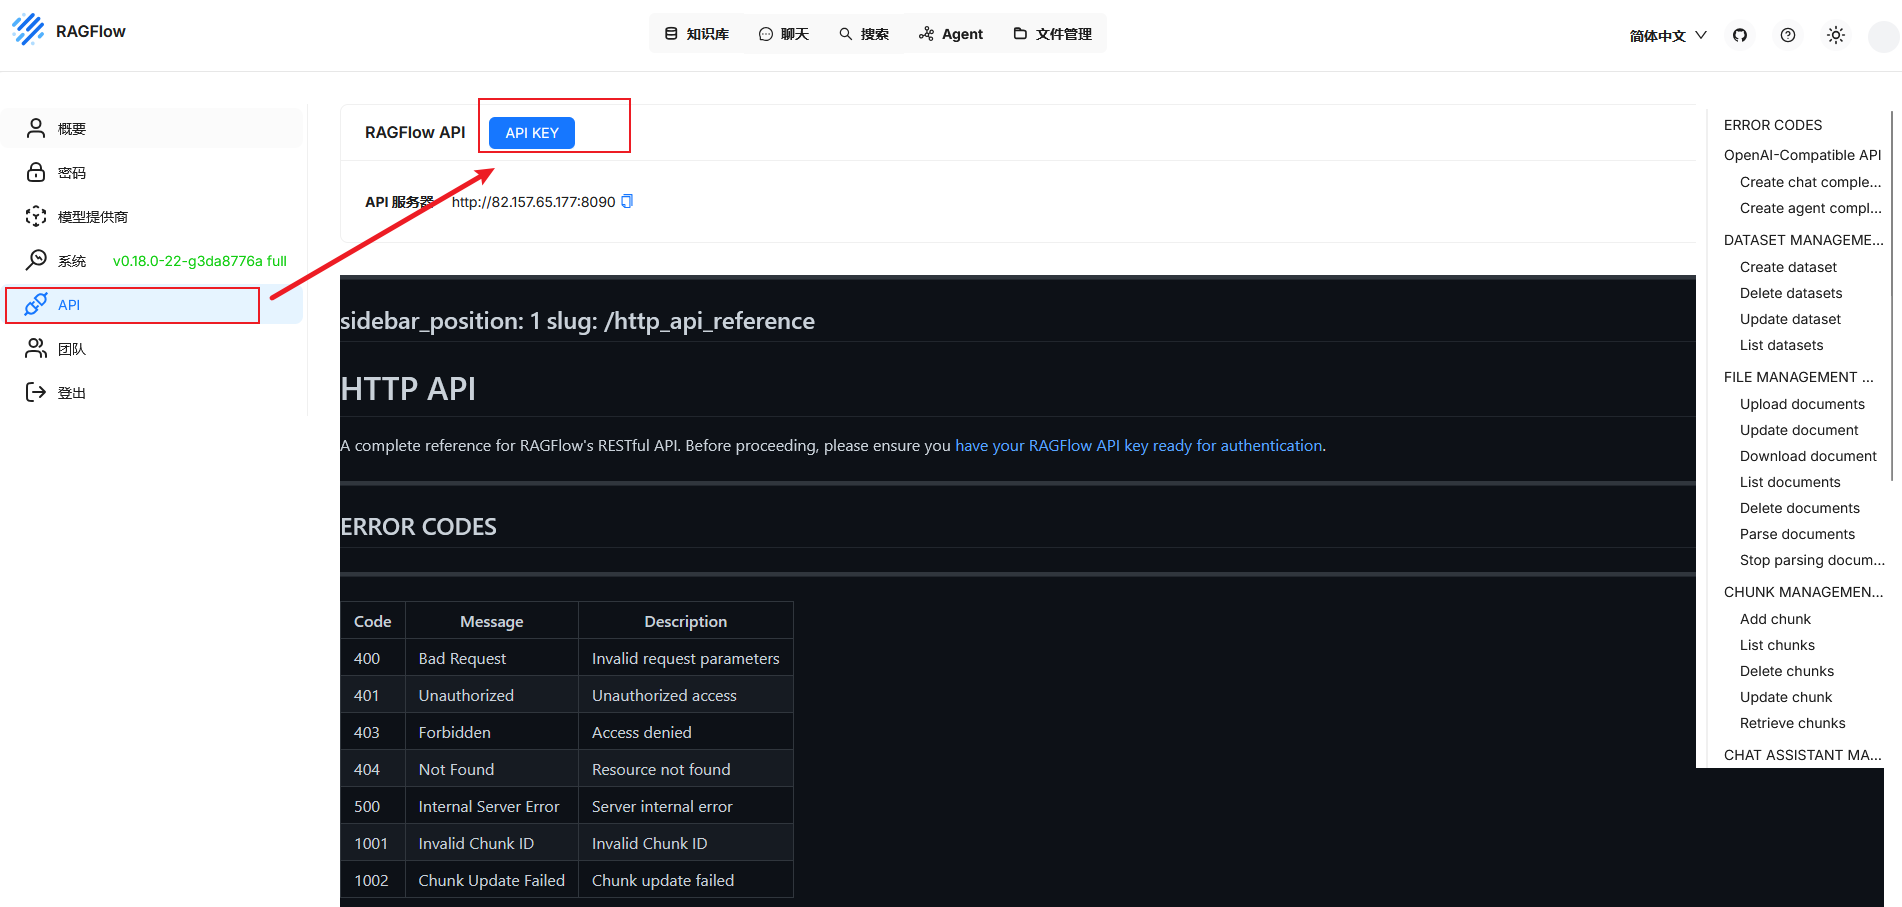 RAGFlow
知识库
聊天
搜索
Agent
文件管理
简体中文
概要
密码
模型提供商
系统 v0.18.0-22-g3da8776a full
API
团队
登出
RAGFlow API API KEY
API 服务器 http://82.157.65.177:8090
sidebar_position: 1 slug: /http_api_reference
HTTP API
A complete reference for RAGFlow's RESTful API. Before proceeding, please ensure you have your RAGFlow API key ready for authentication.
ERROR CODES
Code Message Description
400 Bad Request Invalid request parameters
401 Unauthorized Unauthorized access
403 Forbidden Access denied
404 Not Found Resource not found
500 Internal Server Error Server internal error
1001 Invalid Chunk ID Invalid Chunk ID
1002 Chunk Update Failed Chunk update failed
ERROR CODES
OpenAI-Compatible API
Create chat comple...
Create agent compl...
DATASET MANAGEME...
Create dataset
Delete datasets
Update dataset
List datasets
FILE MANAGEMENT ...
Upload documents
Update document
Download document
List documents
Delete documents
Parse documents
Stop parsing docum...
CHUNK MANAGEMEN...
Add chunk
List chunks
Delete chunks
Update chunk
Retrieve chunks
CHAT ASSISTANT MA...